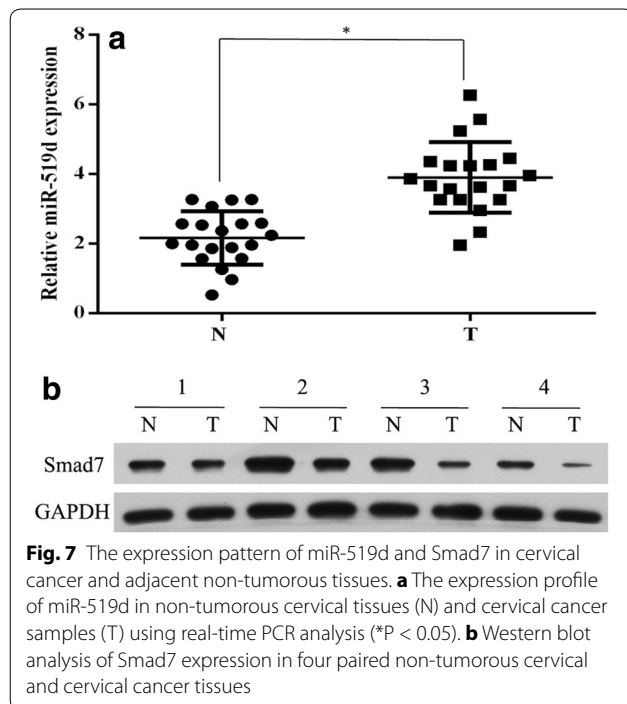 a
*
8
6
4
2
0
Relative miR-519d expression
N T
b
1 2 3 4
N T N T N T N T
Smad7
GAPDH
Fig. 7 The expression pattern of miR-519d and Smad7 in cervical
cancer and adjacent non-tumorous tissues. a The expression profile
of miR-519d in non-tumorous cervical tissues (N) and cervical cancer
samples (T) using real-time PCR analysis (*P < 0.05). b Western blot
analysis of Smad7 expression in four paired non-tumorous cervical
and cervical cancer tissues